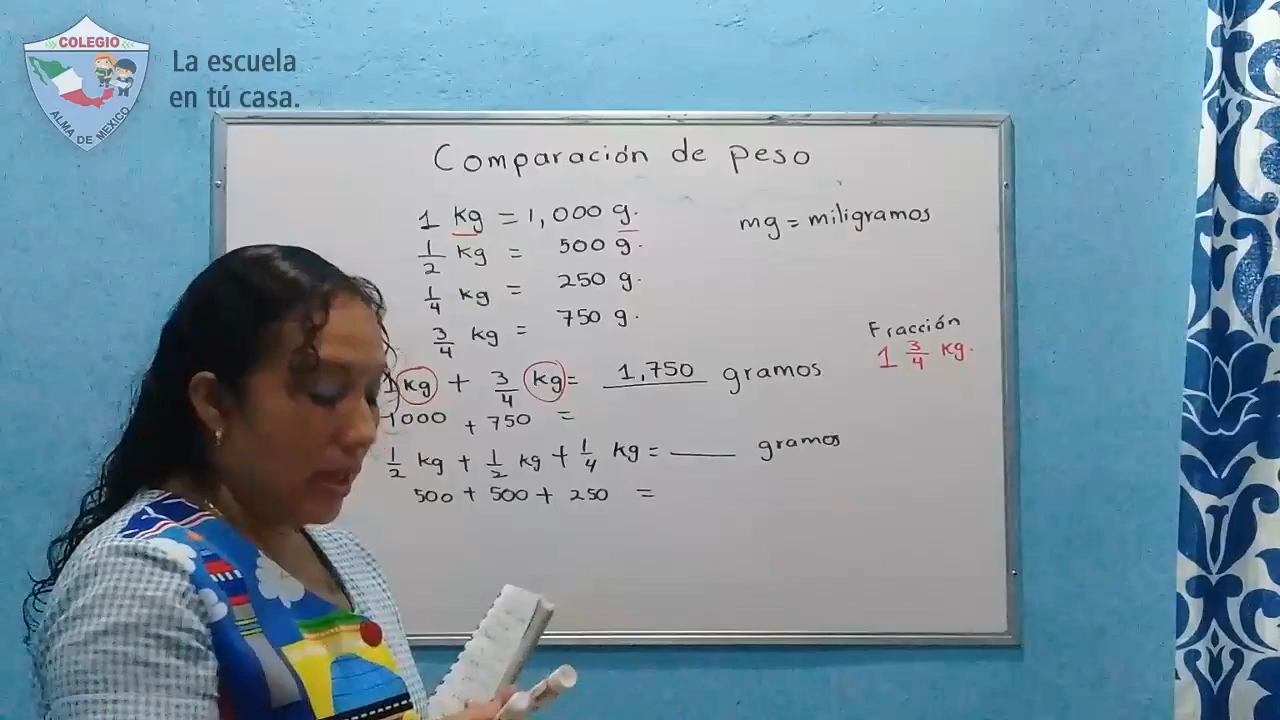 COLEGIO
ALMA DE MEXICO
La escuela
en tú casa.
Comparación de peso
1 kg = 1,000 g.
mg = miligramos
1/2 kg = 500 g.
1/4 kg = 250 g.
3/4 kg = 750 g.
Fracción
1 3/4 kg.
1 kg + 3/4 kg = 1,750 gramos
1000 + 750 =
1/2 kg + 1/2 kg + 1/4 kg = ____ gramos
500 + 500 + 250 =